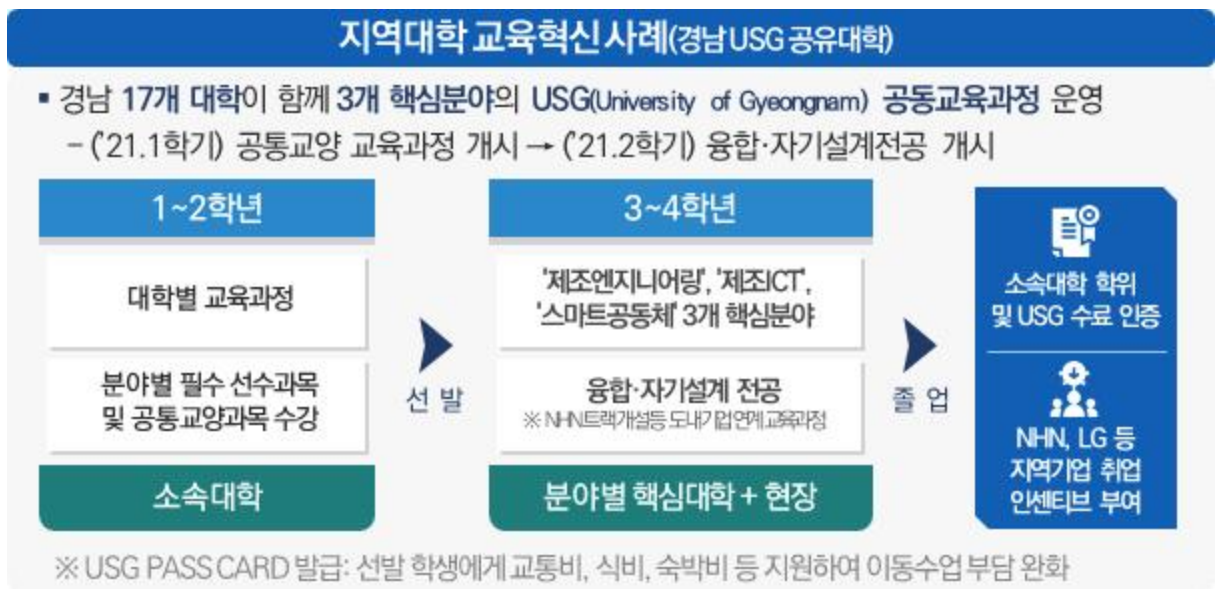 지역대학 교육혁신 사례(경남 USG 공유대학)
▪ 경남 17개 대학이 함께 3개 핵심분야의 USG(University of Gyeongnam) 공동교육과정 운영
– ('21.1학기) 공통교양 교육과정 개시 → ('21.2학기) 융합·자기설계전공 개시
1~2학년
대학별 교육과정
분야별 필수 선수과목
및 공통교양과목 수강
소속대학
선발
3~4학년
'제조엔지니어링', '제조ICT',
'스마트공동체' 3개 핵심분야
융합·자기설계 전공
※ NHN트랙개설등 도내기업연계교육과정
분야별 핵심대학 + 현장
졸업
소속대학 학위
및 USG 수료 인증
NHN, LG 등
지역기업 취업
인센티브 부여
※ USG PASS CARD 발급: 선발 학생에게 교통비, 식비, 숙박비 등 지원하여 이동수업 부담 완화